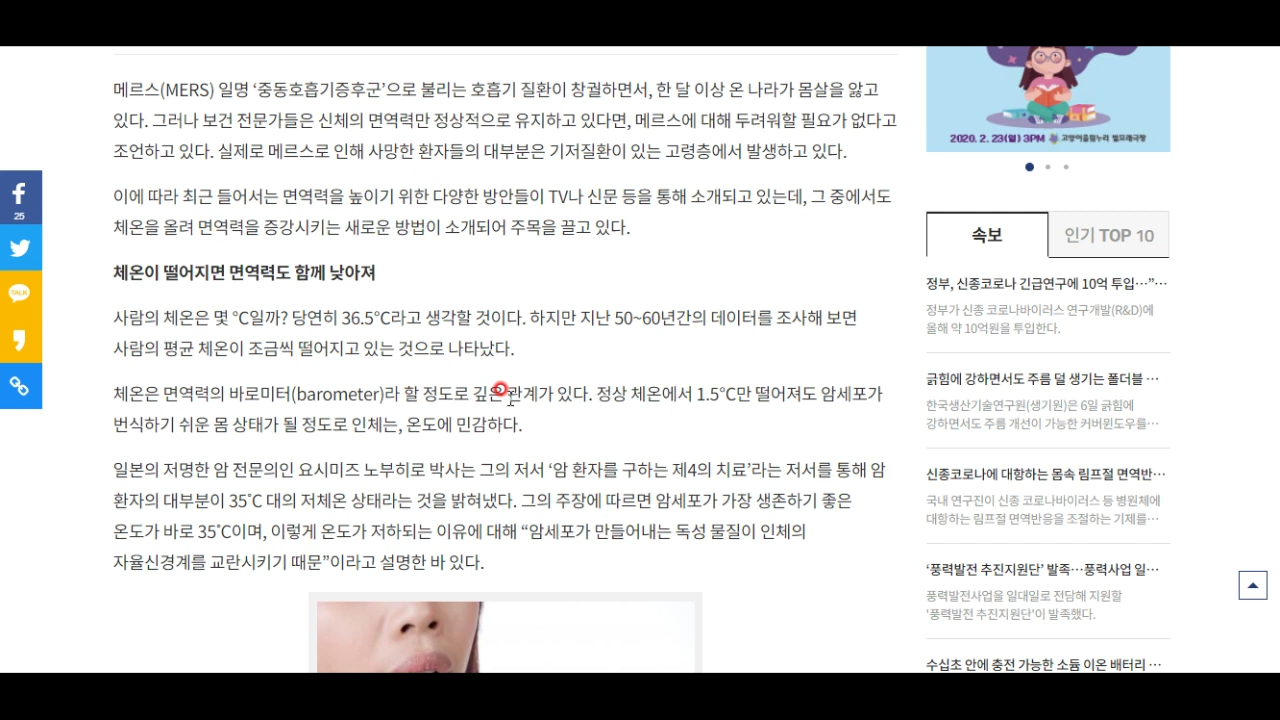 메르스(MERS) 일명 ‘중동호흡기증후군’으로 불리는 호흡기 질환이 창궐하면서, 한 달 이상 온 나라가 몸살을 앓고
있다. 그러나 보건 전문가들은 신체의 면역력만 정상적으로 유지하고 있다면, 메르스에 대해 두려워할 필요가 없다고
조언하고 있다. 실제로 메르스로 인해 사망한 환자들의 대부분은 기저질환이 있는 고령층에서 발생하고 있다.
이에 따라 최근 들어서는 면역력을 높이기 위한 다양한 방안들이 TV나 신문 등을 통해 소개되고 있는데, 그 중에서도
체온을 올려 면역력을 증강시키는 새로운 방법이 소개되어 주목을 끌고 있다.
체온이 떨어지면 면역력도 함께 낮아져
사람의 체온은 몇 ℃일까? 당연히 36.5℃라고 생각할 것이다. 하지만 지난 50~60년간의 데이터를 조사해 보면
사람의 평균 체온이 조금씩 떨어지고 있는 것으로 나타났다.
체온은 면역력의 바로미터(barometer)라 할 정도로 깊은 관계가 있다. 정상 체온에서 1.5℃만 떨어져도 암세포가
번식하기 쉬운 몸 상태가 될 정도로 인체는, 온도에 민감하다.
일본의 저명한 암 전문의인 요시미즈 노부히로 박사는 그의 저서 ‘암 환자를 구하는 제4의 치료’라는 저서를 통해 암
환자의 대부분이 35˚C 대의 저체온 상태라는 것을 밝혀냈다. 그의 주장에 따르면 암세포가 가장 생존하기 좋은
온도가 바로 35˚C이며, 이렇게 온도가 저하되는 이유에 대해 “암세포가 만들어내는 독성 물질이 인체의
자율신경계를 교란시키기 때문”이라고 설명한 바 있다.
25
TALK
2020. 2. 23(일) 3PM 고양어울림누리 별모래극장
속보 인기 TOP 10
정부, 신종코로나 긴급연구에 10억 투입…”…
정부가 신종 코로나바이러스 연구개발(R&D)에
올해 약 10억원을 투입한다.
긁힘에 강하면서도 주름 덜 생기는 폴더블 …
한국생산기술연구원(생기원)은 6일 긁힘에
강하면서도 주름 개선이 가능한 커버윈도우를…
신종코로나에 대항하는 몸속 림프절 면역반…
국내 연구진이 신종 코로나바이러스 등 병원체에
대항하는 림프절 면역반응을 조절하는 기제를…
‘풍력발전 추진지원단’ 발족…풍력사업 일…
풍력발전사업을 일대일로 전담해 지원할
'풍력발전 추진지원단'이 발족했다.
수십초 안에 충전 가능한 소듐 이온 배터리 …